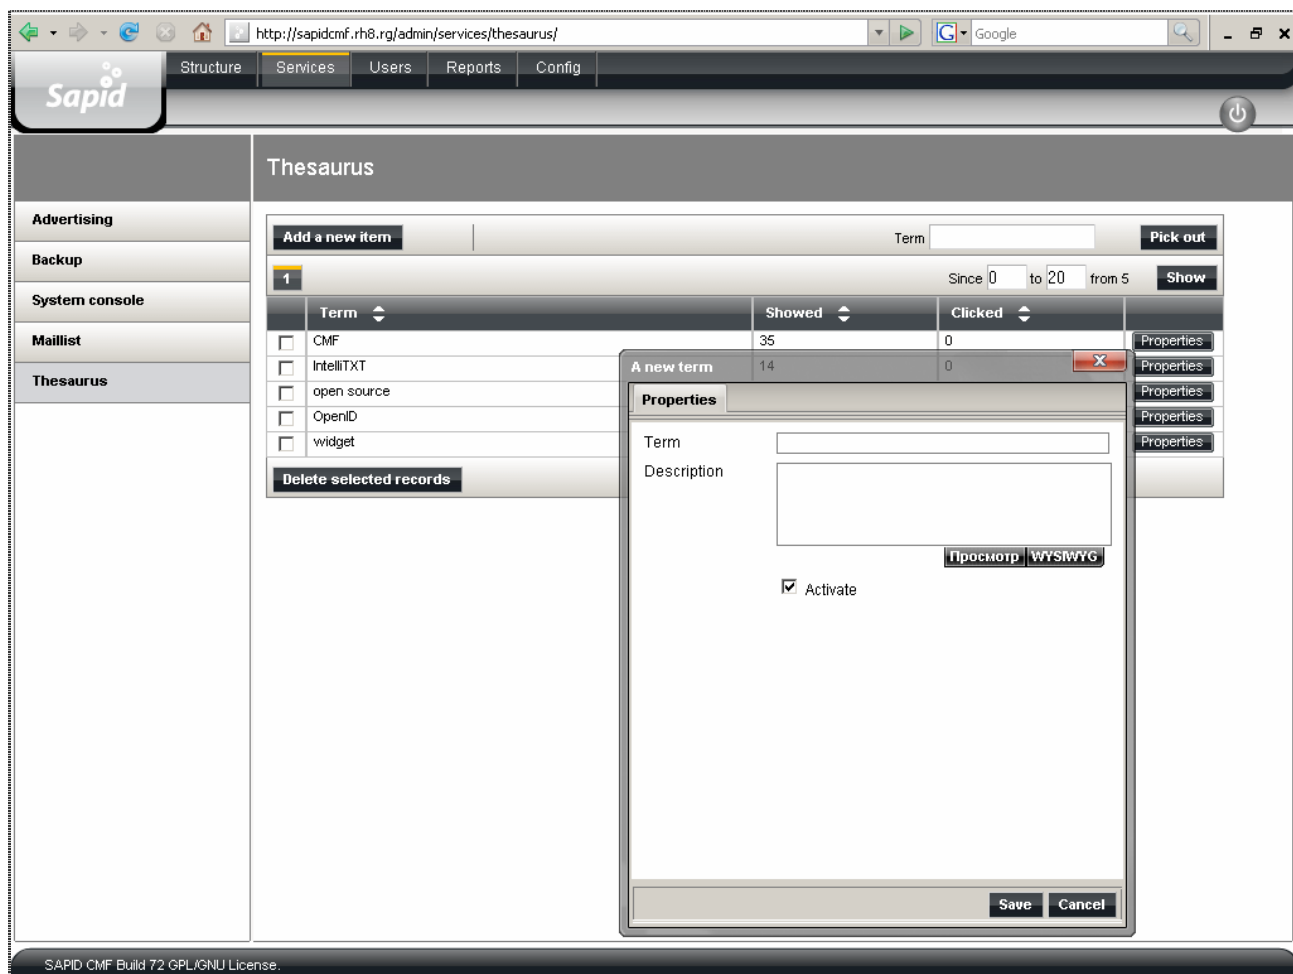 http://sapidcmf.rh8.rg/admin/services/thesaurus/ G Google
Structure Services Users Reports Config
Sapid
Thesaurus
Advertising
Backup
System console
Maillist
Thesaurus
Add a new item Term Pick out
1 Since 0 to 20 from 5 Show
Term Showed Clicked
CMF 35 0 Properties
IntelliTXT 14 0 Properties
open source Properties
OpenID Properties
widget Properties
Delete selected records
A new term X
Properties
Term
Description
Просмотр WYSIWYG
Activate
Save Cancel
SAPID CMF Build 72 GPL/GNU License.